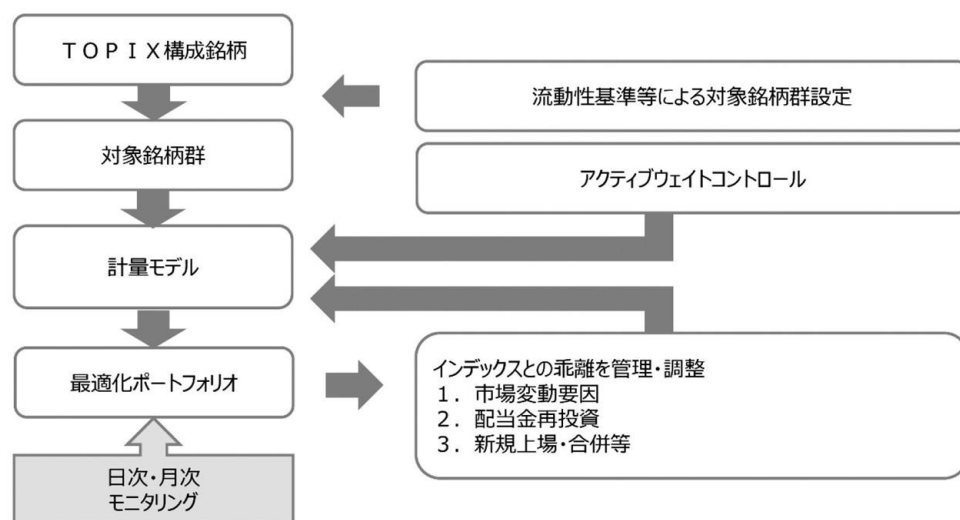 ＴＯＰＩＸ構成銘柄
流動性基準等による対象銘柄群設定
対象銘柄群
アクティブウェイトコントロール
計量モデル
最適化ポートフォリオ
インデックスとの乖離を管理・調整
１．市場変動要因
２．配当金再投資
３．新規上場・合併等
日次・月次
モニタリング